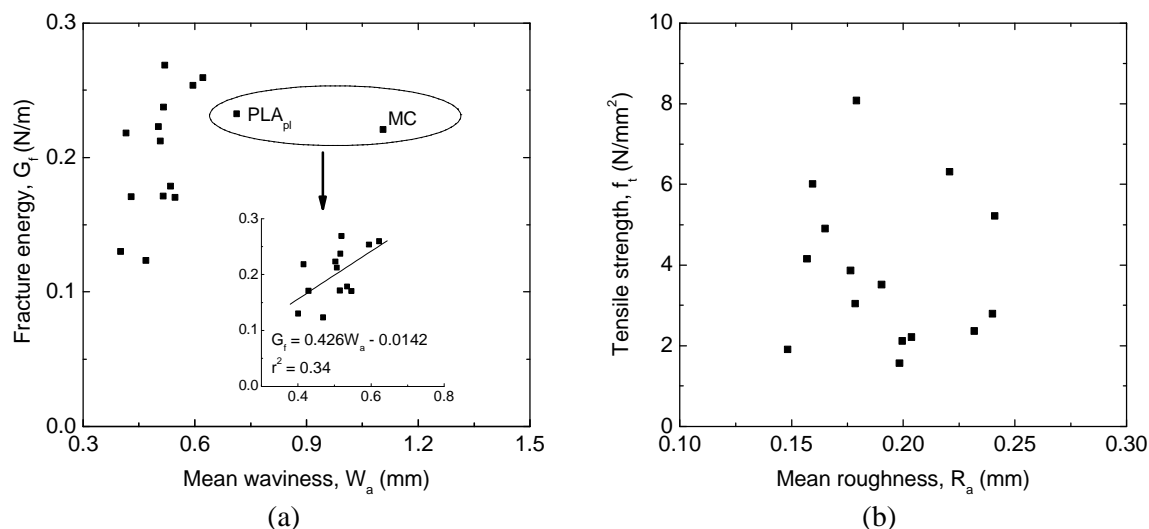 0.3
0.2
0.1
0.0
Fracture energy, G_f (N/m)
PLA_pl
MC
0.3
0.2
0.1
0.0
G_f = 0.426W_a - 0.0142
r² = 0.34
0.4 0.6 0.8
0.3 0.6 0.9 1.2 1.5
Mean waviness, W_a (mm)
(a)
10
8
6
4
2
0
Tensile strength, f_t (N/mm²)
0.10 0.15 0.20 0.25 0.30
Mean roughness, R_a (mm)
(b)